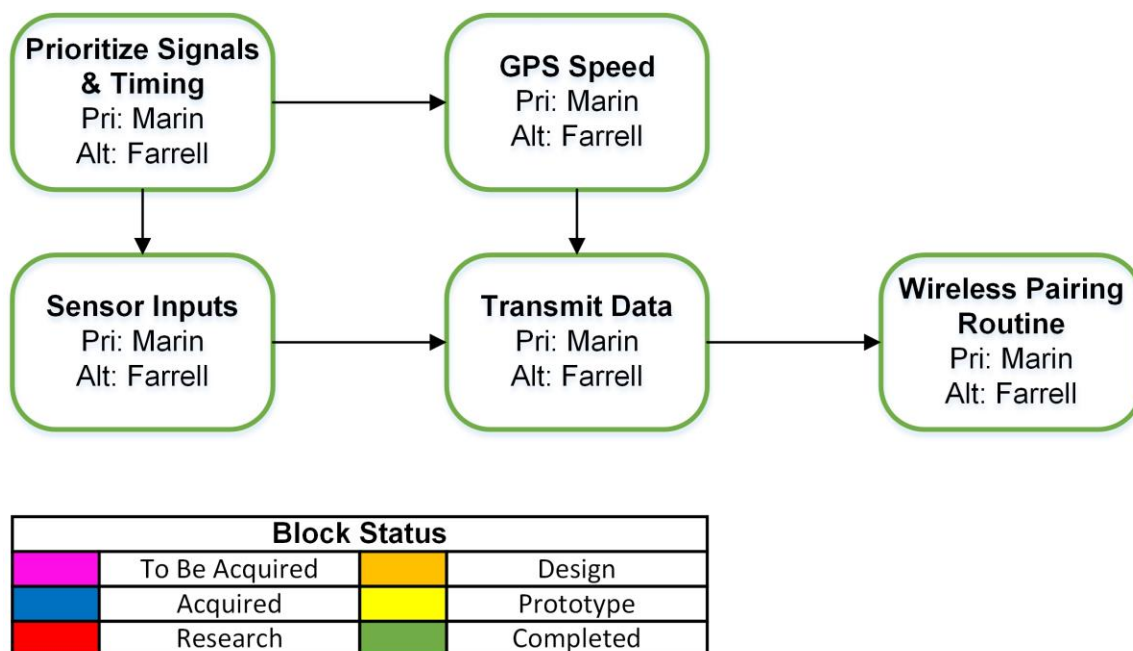 Prioritize Signals
& Timing
Pri: Marin
Alt: Farrell
GPS Speed
Pri: Marin
Alt: Farrell
Sensor Inputs
Pri: Marin
Alt: Farrell
Transmit Data
Pri: Marin
Alt: Farrell
Wireless Pairing
Routine
Pri: Marin
Alt: Farrell
Block Status
To Be Acquired
Design
Acquired
Prototype
Research
Completed